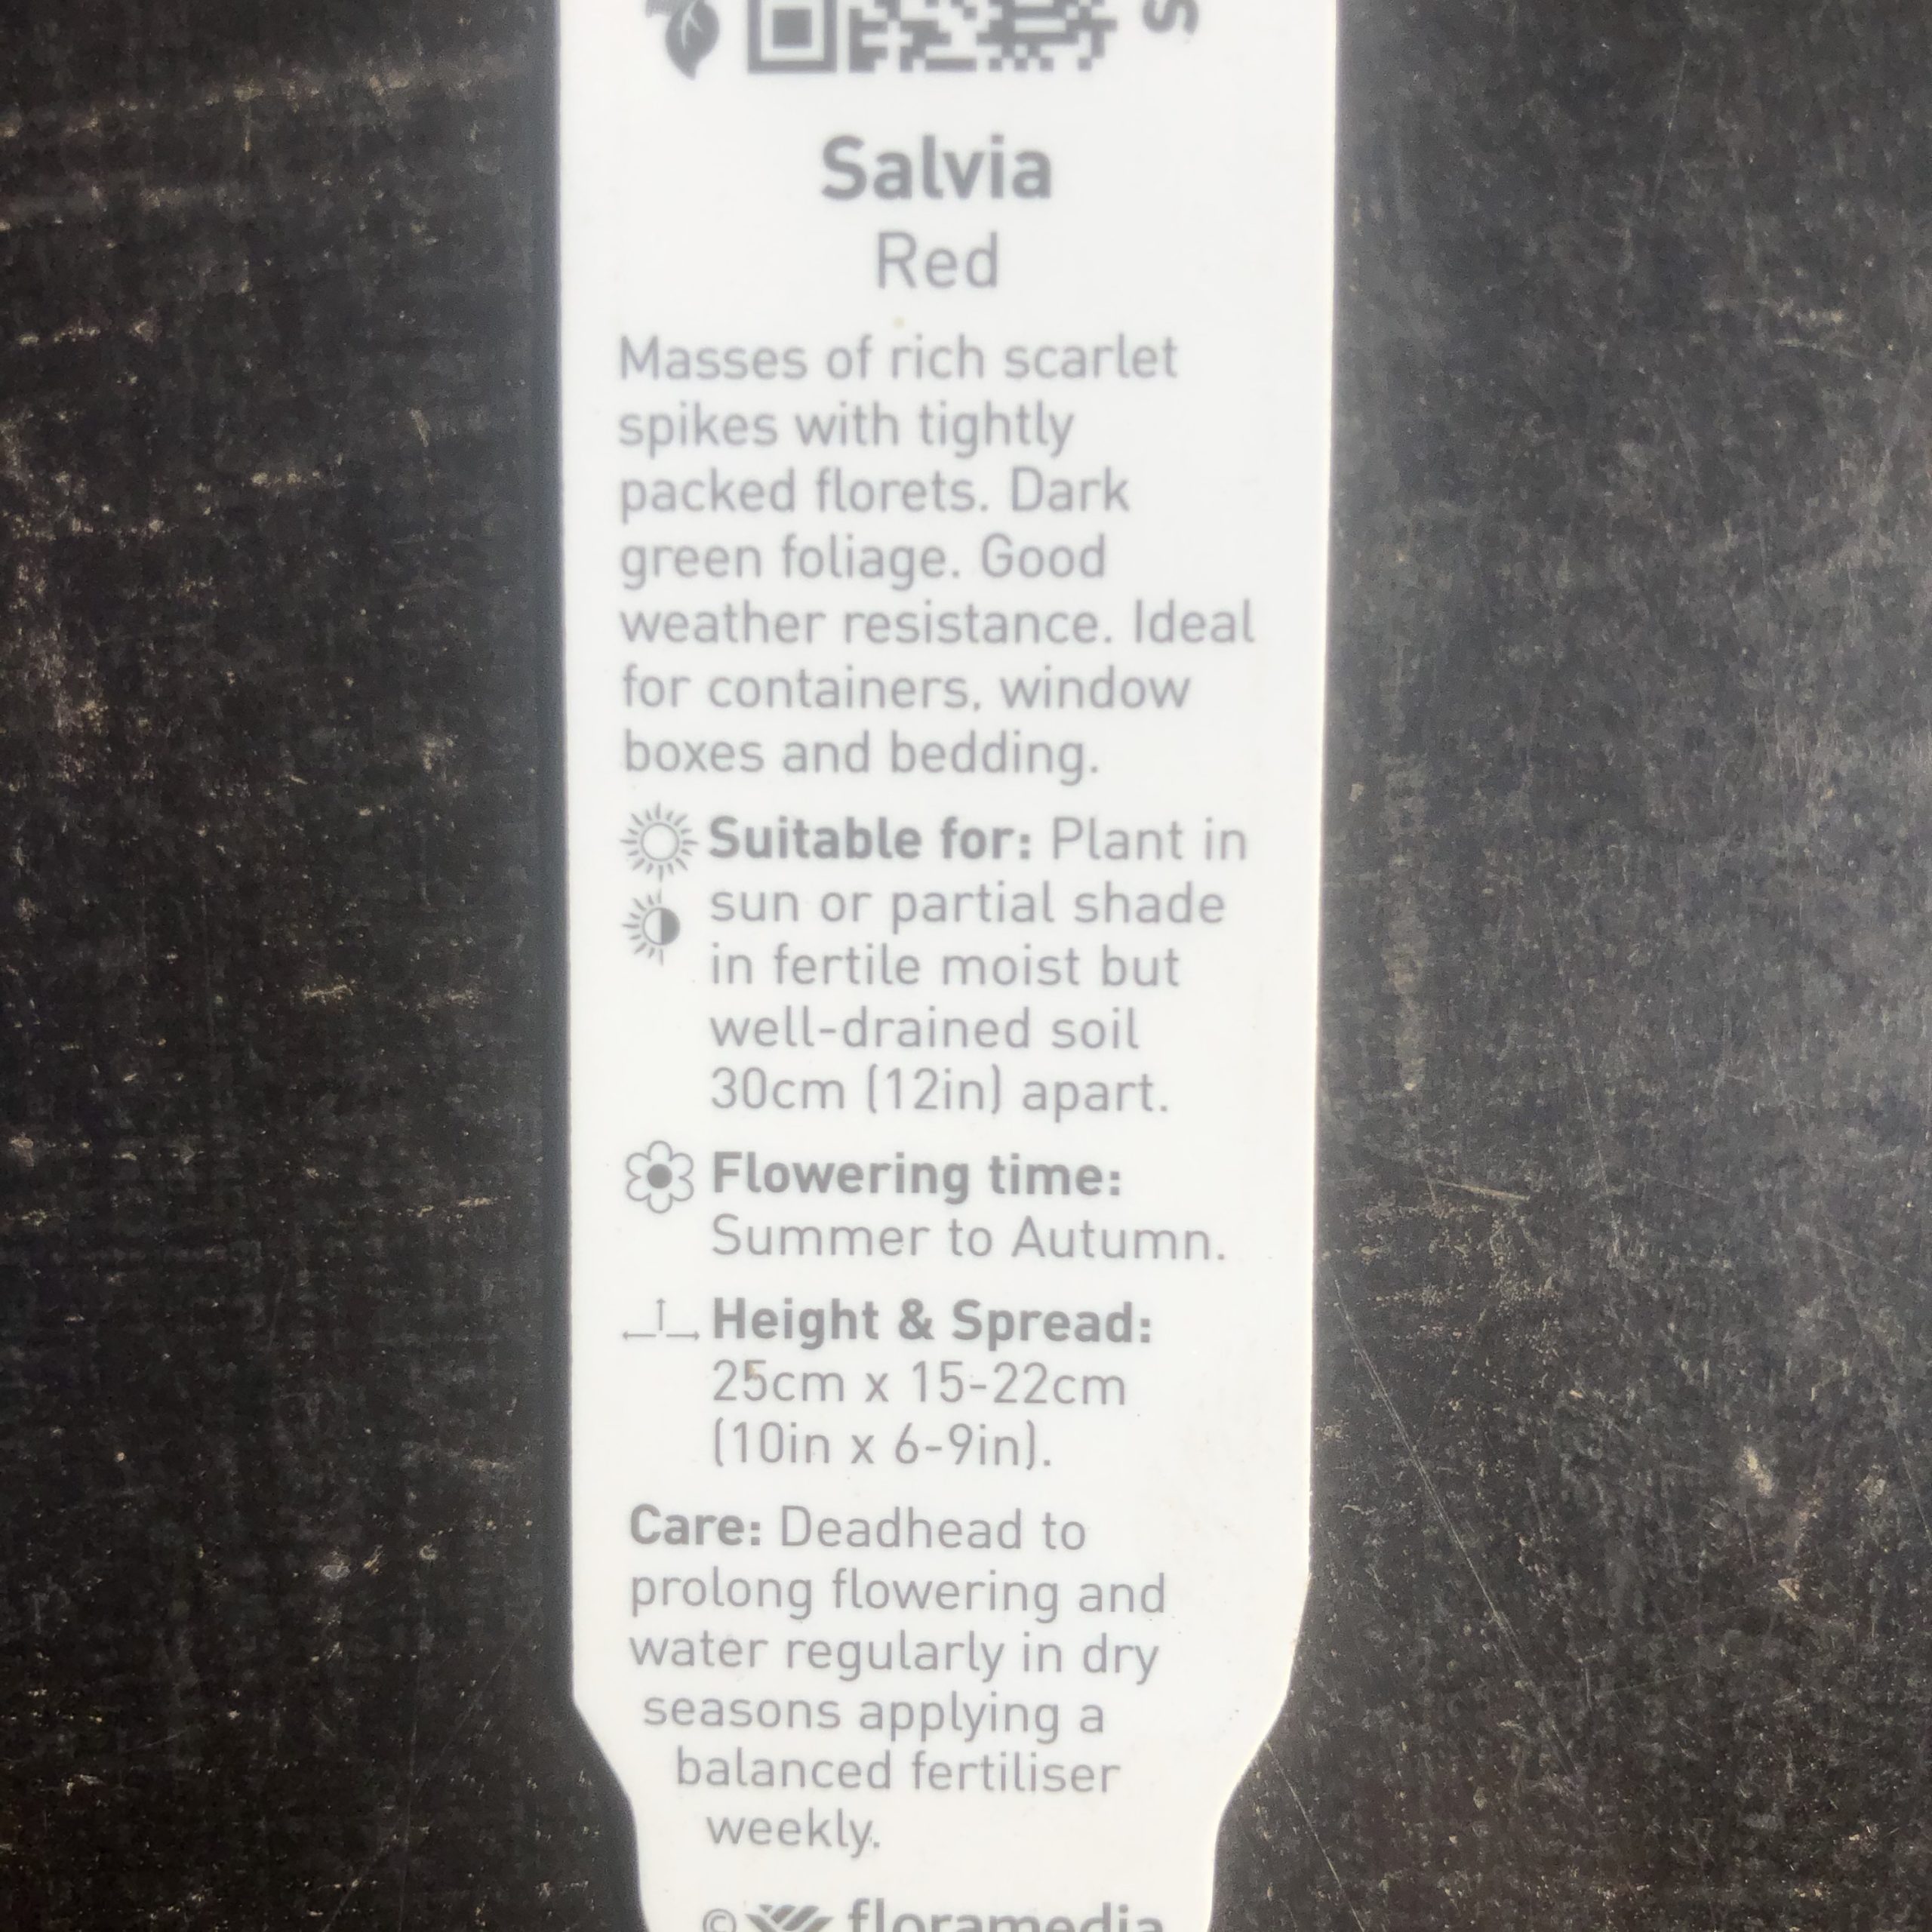 S
Salvia
Red
Masses of rich scarlet
spikes with tightly
packed florets. Dark
green foliage. Good
weather resistance. Ideal
for containers, window
boxes and bedding.
Suitable for: Plant in
sun or partial shade
in fertile moist but
well-drained soil
30cm (12in) apart.
Flowering time:
Summer to Autumn.
Height & Spread:
25cm x 15-22cm
(10in x 6-9in).
Care: Deadhead to
prolong flowering and
water regularly in dry
seasons applying a
balanced fertiliser
weekly.
© floramedia